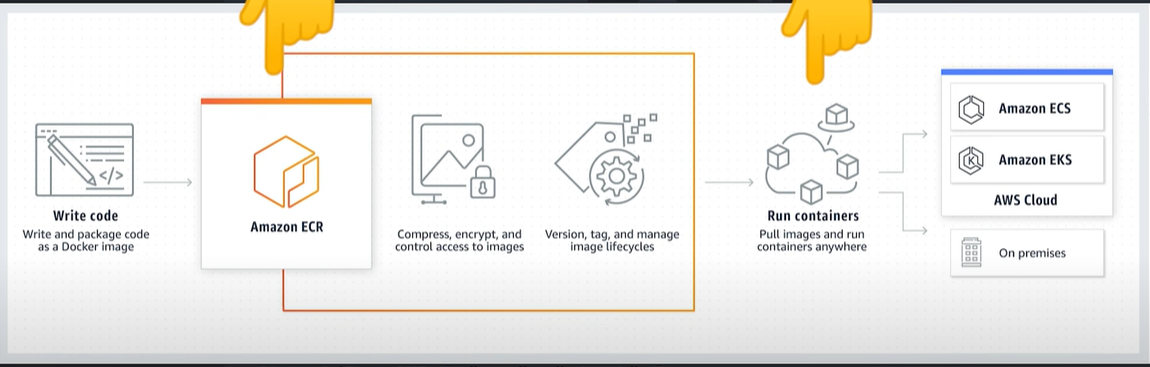 Write code
Write and package code
as a Docker image
</>
Amazon ECR
Compress, encrypt, and
control access to images
Version, tag, and manage
image lifecycles
Run containers
Pull images and run
containers anywhere
Amazon ECS
K
Amazon EKS
AWS Cloud
On premises